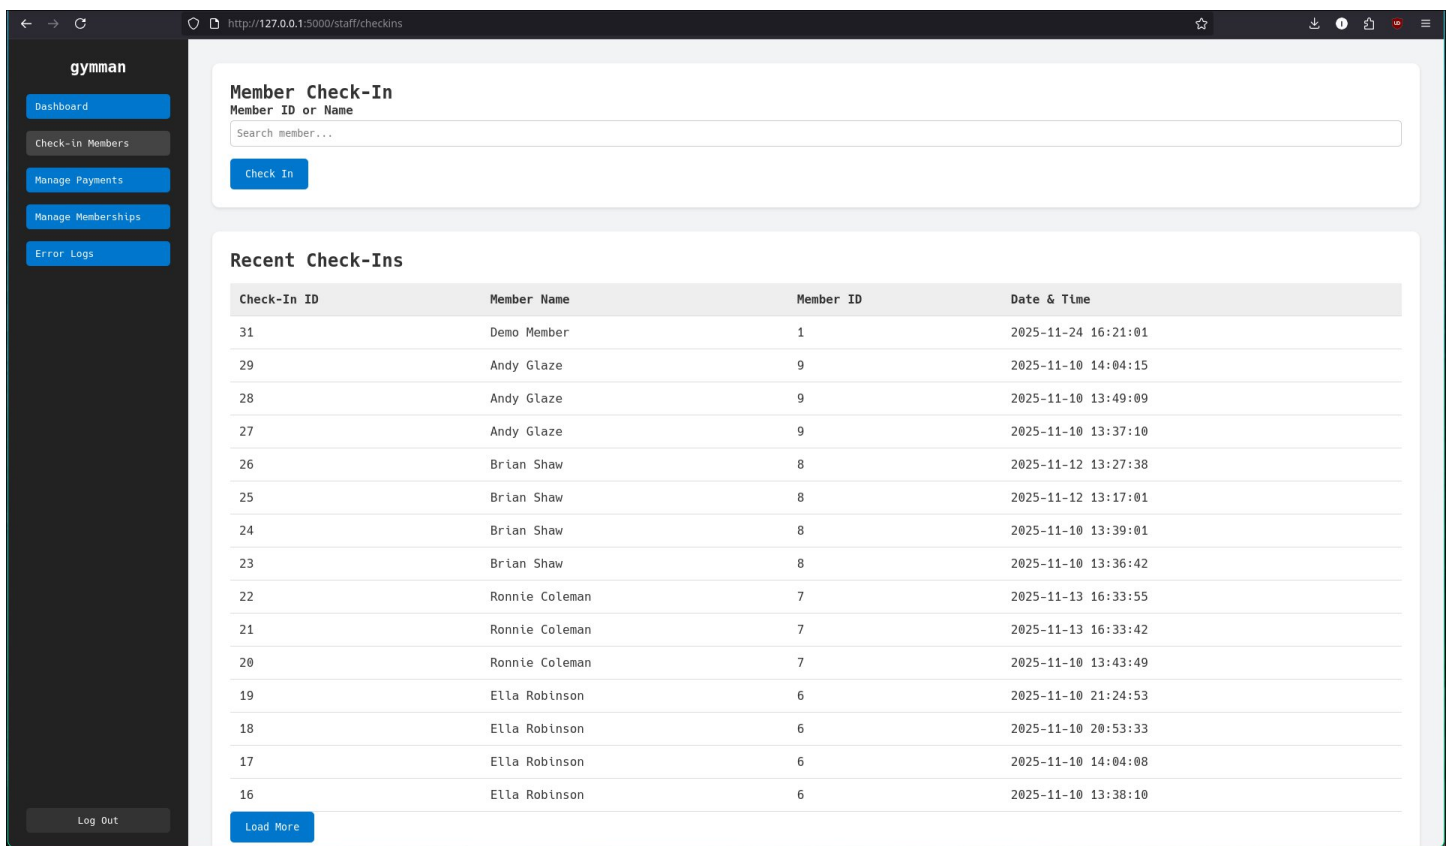 http://127.0.0.1:5000/staff/checkins
gymman
Dashboard
Check-in Members
Manage Payments
Manage Memberships
Error Logs
Log Out
Member Check-In
Member ID or Name
Search member...
Check In
Recent Check-Ins
Check-In ID Member Name Member ID Date & Time
31 Demo Member 1 2025-11-24 16:21:01
29 Andy Glaze 9 2025-11-10 14:04:15
28 Andy Glaze 9 2025-11-10 13:49:09
27 Andy Glaze 9 2025-11-10 13:37:10
26 Brian Shaw 8 2025-11-12 13:27:38
25 Brian Shaw 8 2025-11-12 13:17:01
24 Brian Shaw 8 2025-11-10 13:39:01
23 Brian Shaw 8 2025-11-10 13:36:42
22 Ronnie Coleman 7 2025-11-13 16:33:55
21 Ronnie Coleman 7 2025-11-13 16:33:42
20 Ronnie Coleman 7 2025-11-10 13:43:49
19 Ella Robinson 6 2025-11-10 21:24:53
18 Ella Robinson 6 2025-11-10 20:53:33
17 Ella Robinson 6 2025-11-10 14:04:08
16 Ella Robinson 6 2025-11-10 13:38:10
Load More